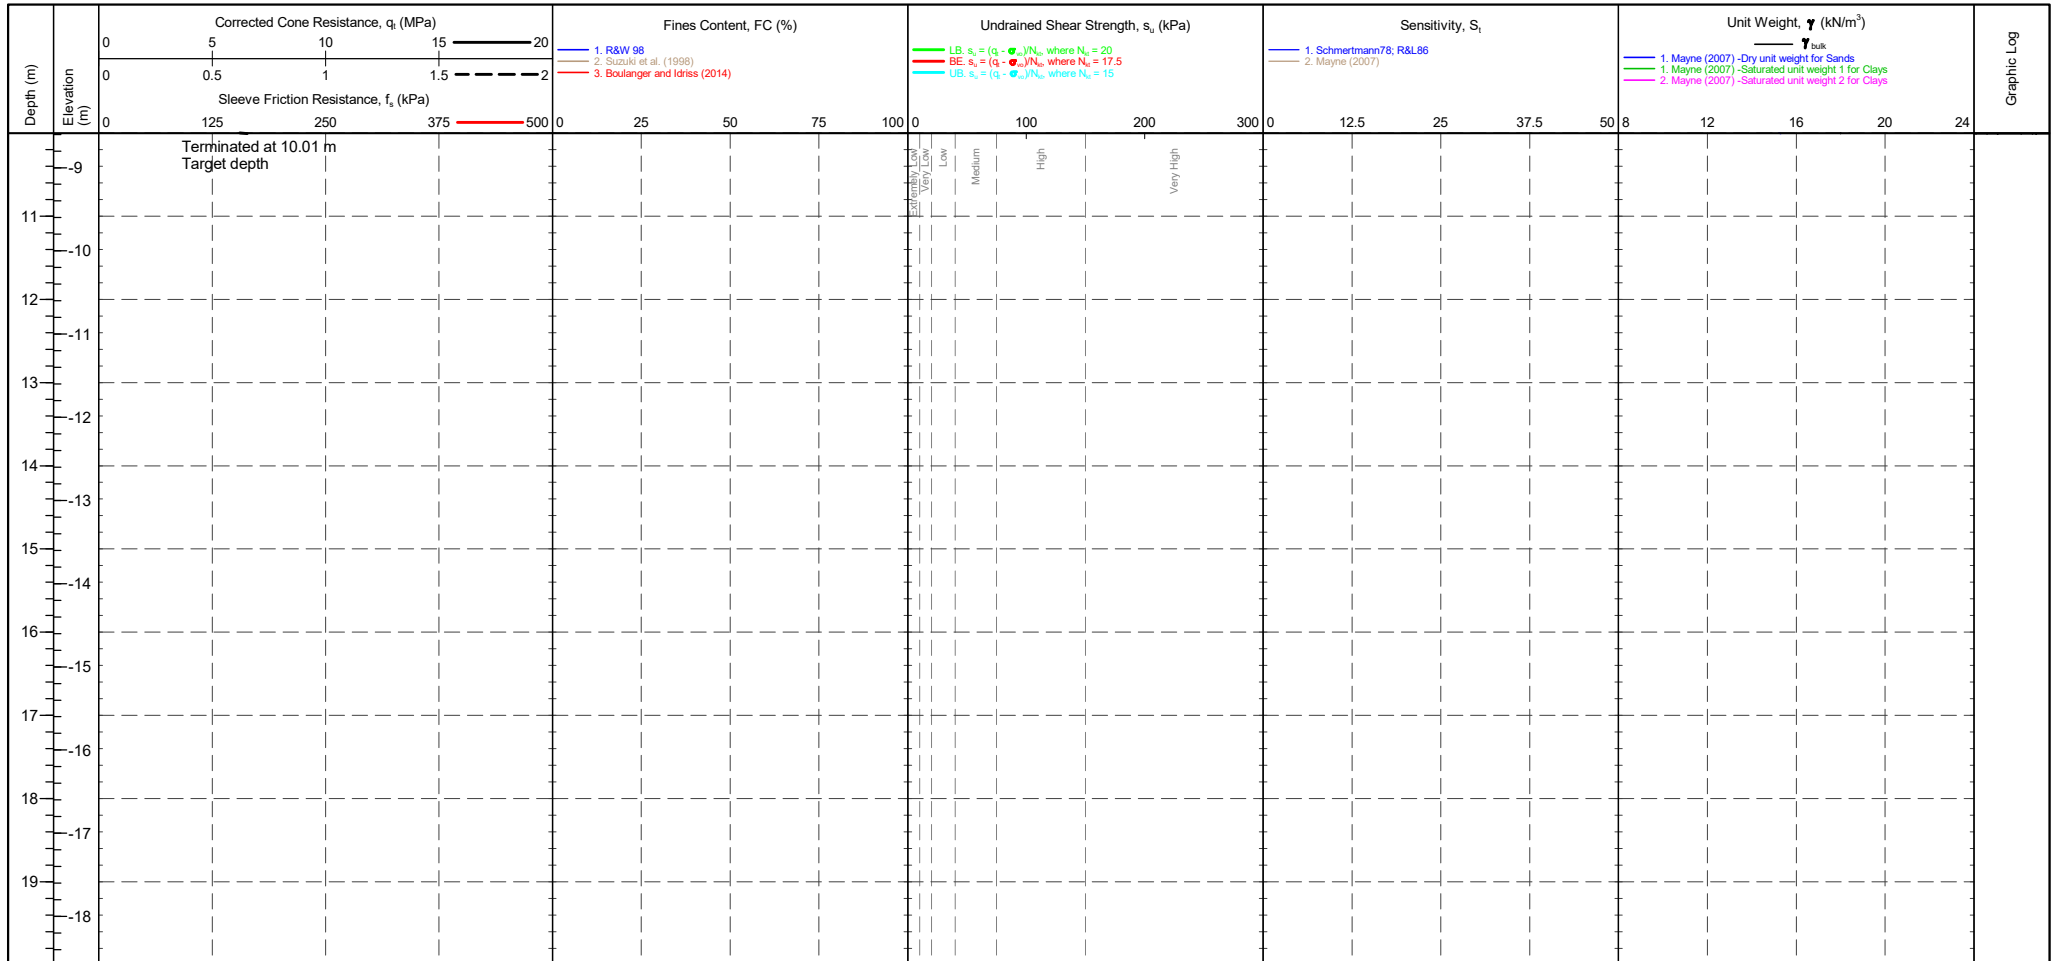 Depth (m)
Elevation (m)
Corrected Cone Resistance, qt (MPa)
0 5 10 15 20
0 0.5 1 1.5 2
Sleeve Friction Resistance, fs (kPa)
0 125 250 375 500
Fines Content, FC (%)
1. R&W 98
2. Suzuki et al. (1998)
3. Boulanger and Idriss (2014)
0 25 50 75 100
Undrained Shear Strength, su (kPa)
LB. su = (qt - σvo)/Nkt, where Nkt = 20
BE. su = (qt - σvo)/Nkt, where Nkt = 17.5
UB. su = (qt - σvo)/Nkt, where Nkt = 15
0 100 200 300
Sensitivity, St
1. Schmertmann78; R&L86
2. Mayne (2007)
0 12.5 25 37.5 50
Unit Weight, γ (kN/m3)
γbulk
1. Mayne (2007) -Dry unit weight for Sands
1. Mayne (2007) -Saturated unit weight 1 for Clays
2. Mayne (2007) -Saturated unit weight 2 for Clays
8 12 16 20 24
Graphic Log
Terminated at 10.01 m
Target depth
Extremely Low
Very Low
Low
Medium
High
Very High
-9
11
-10
12
-11
13
-12
14
-13
15
-14
16
-15
17
-16
18
-17
19
-18